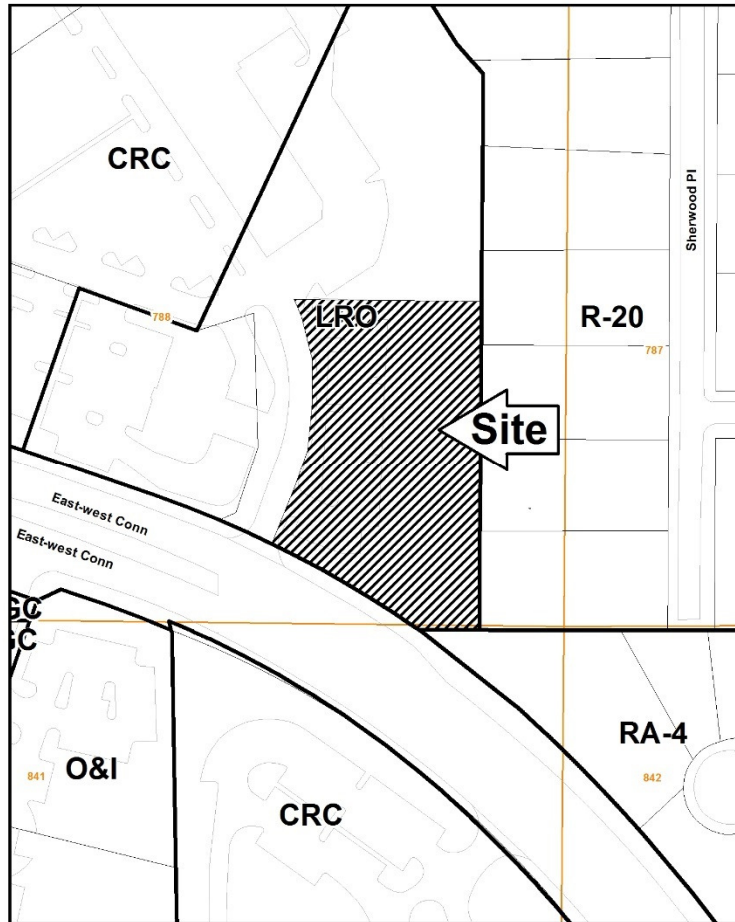 CRC
Sherwood Pl
788
LRO
R-20
787
Site
East-west Conn
East-west Conn
GC
GC
RA-4
841
O&I
842
CRC